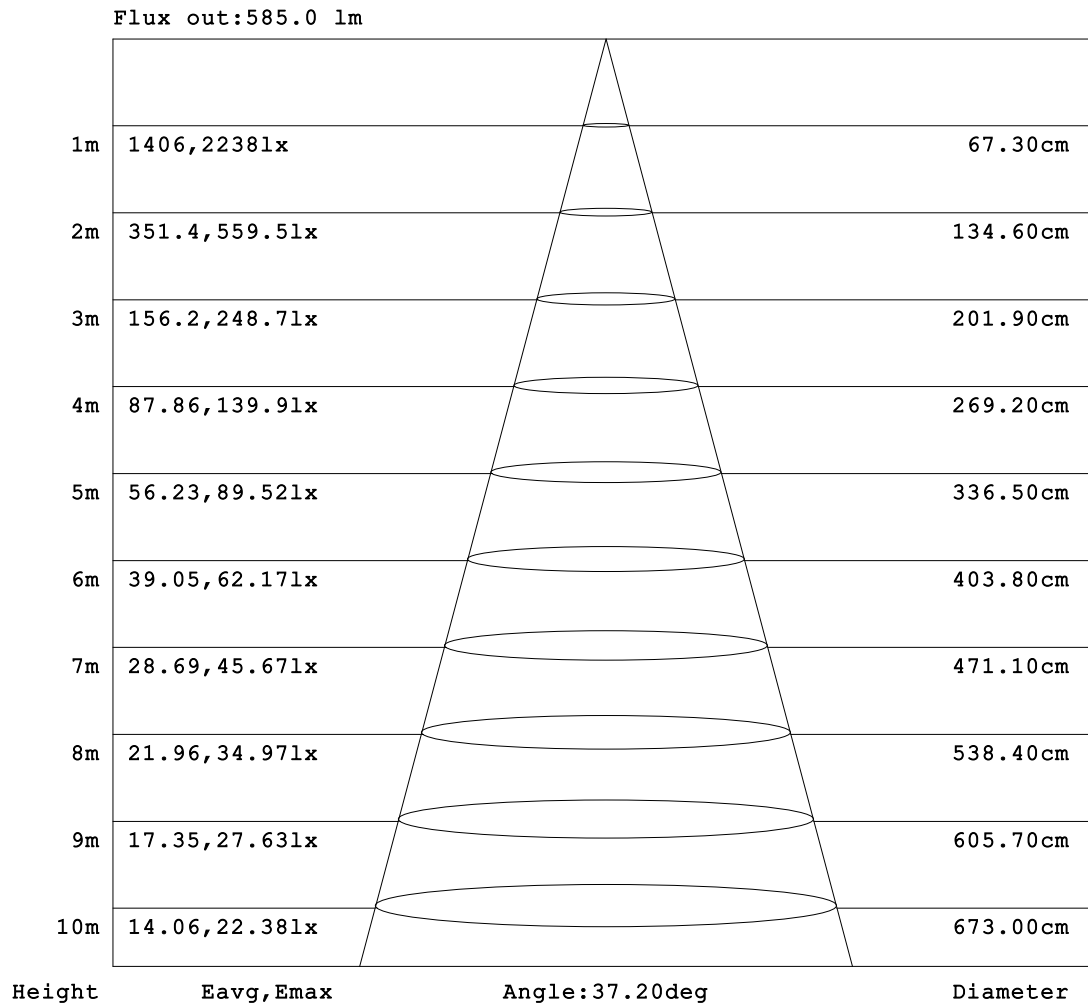 Flux out:585.0 lm
1m 1406,2238lx 67.30cm
2m 351.4,559.5lx 134.60cm
3m 156.2,248.7lx 201.90cm
4m 87.86,139.9lx 269.20cm
5m 56.23,89.52lx 336.50cm
6m 39.05,62.17lx 403.80cm
7m 28.69,45.67lx 471.10cm
8m 21.96,34.97lx 538.40cm
9m 17.35,27.63lx 605.70cm
10m 14.06,22.38lx 673.00cm
Height Eavg,Emax Angle:37.20deg Diameter